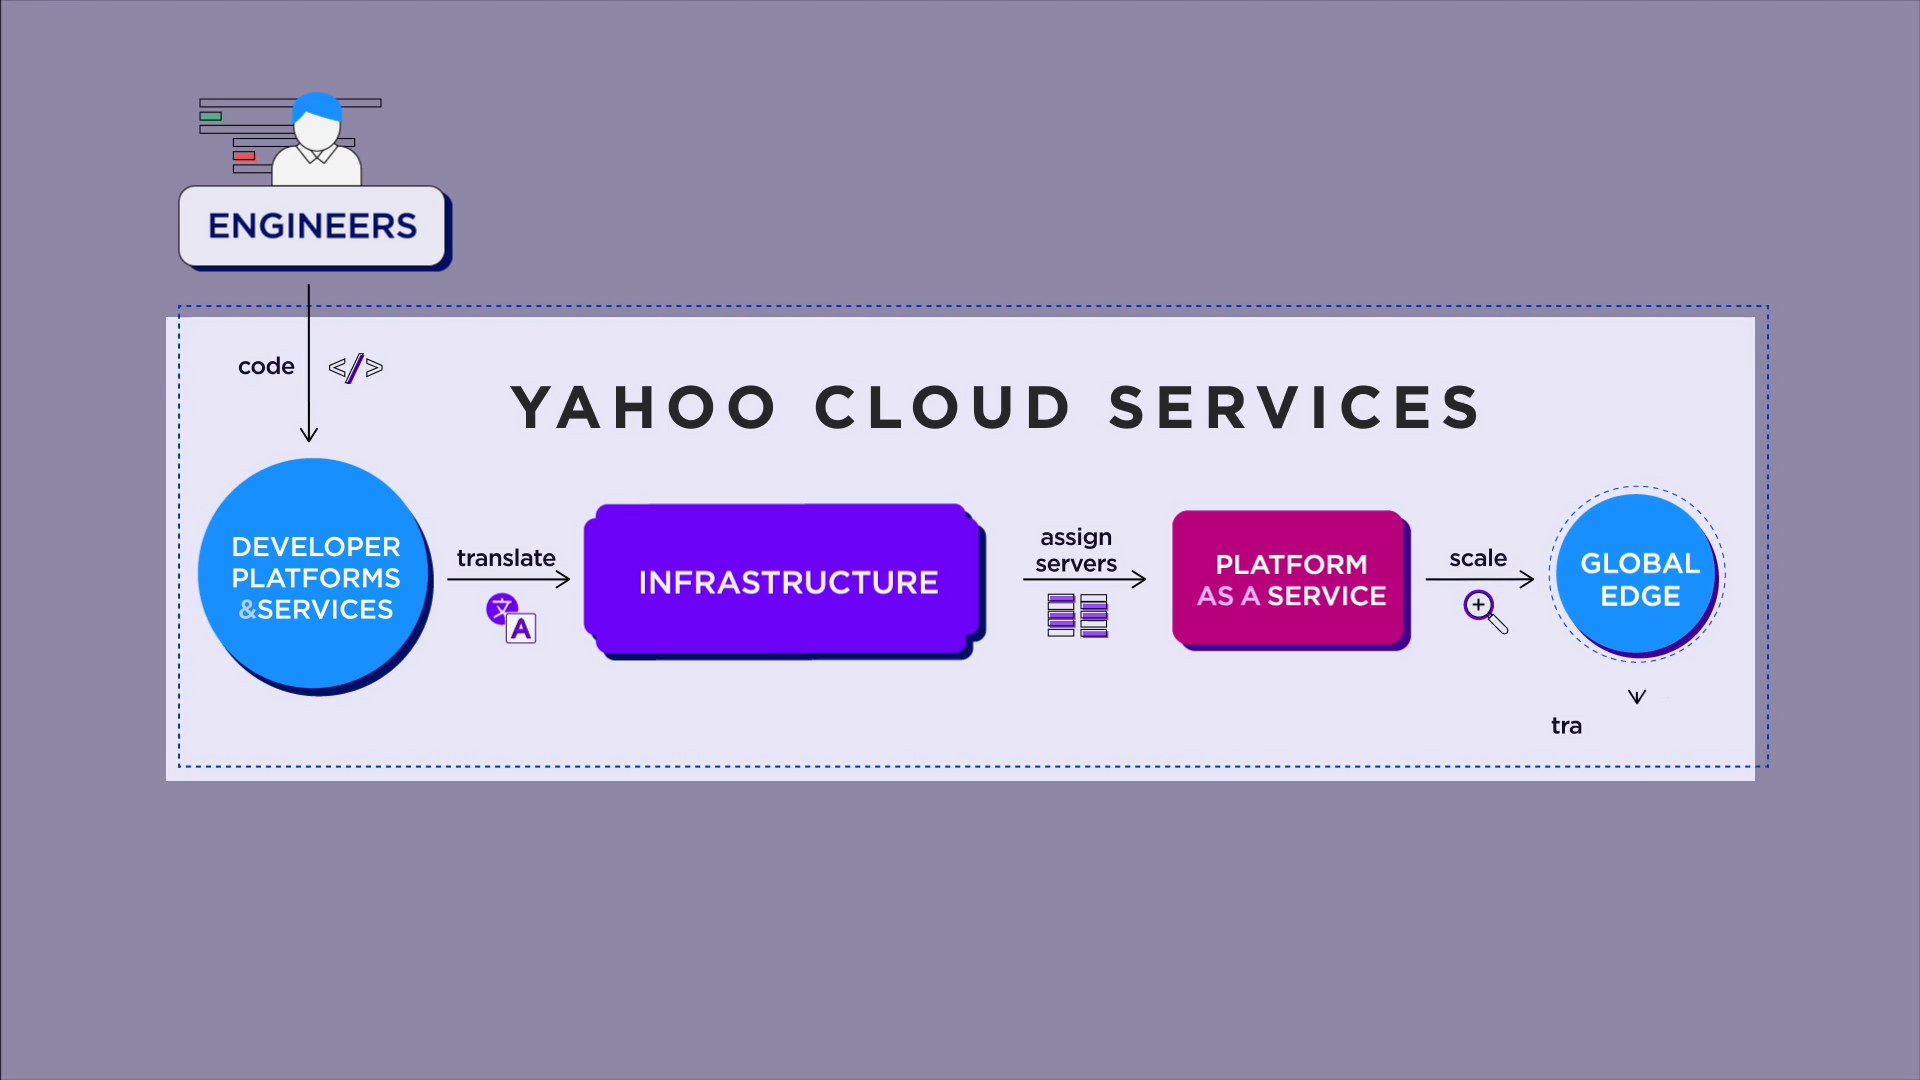 ENGINEERS
code </>
YAHOO CLOUD SERVICES
DEVELOPER
PLATFORMS
&SERVICES
translate
文
A
INFRASTRUCTURE
assign
servers
PLATFORM
AS A SERVICE
scale
GLOBAL
EDGE
tra